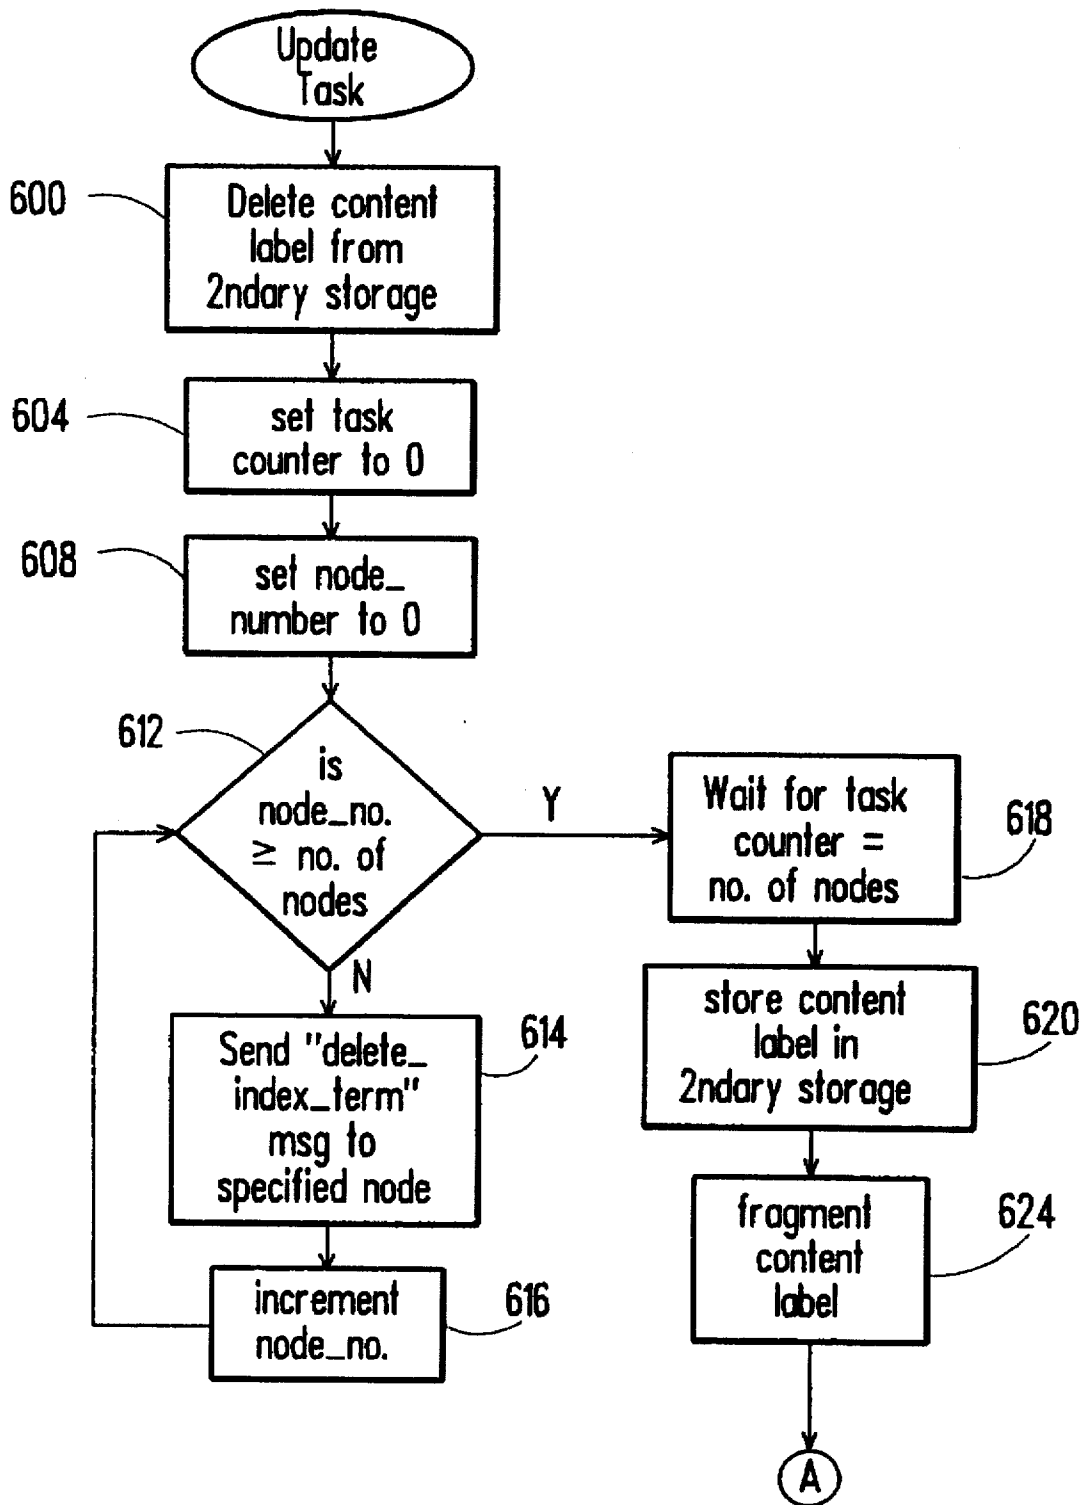 Update
Task
600
Delete content
label from
2ndary storage
604
set task
counter to 0
608
set node_
number to 0
612
is
node_no.
≥ no. of
nodes
Y
N
614
Send "delete_
index_term"
msg to
specified node
616
increment
node_no.
Wait for task
counter =
no. of nodes
618
store content
label in
2ndary storage
620
fragment
content
label
624
A